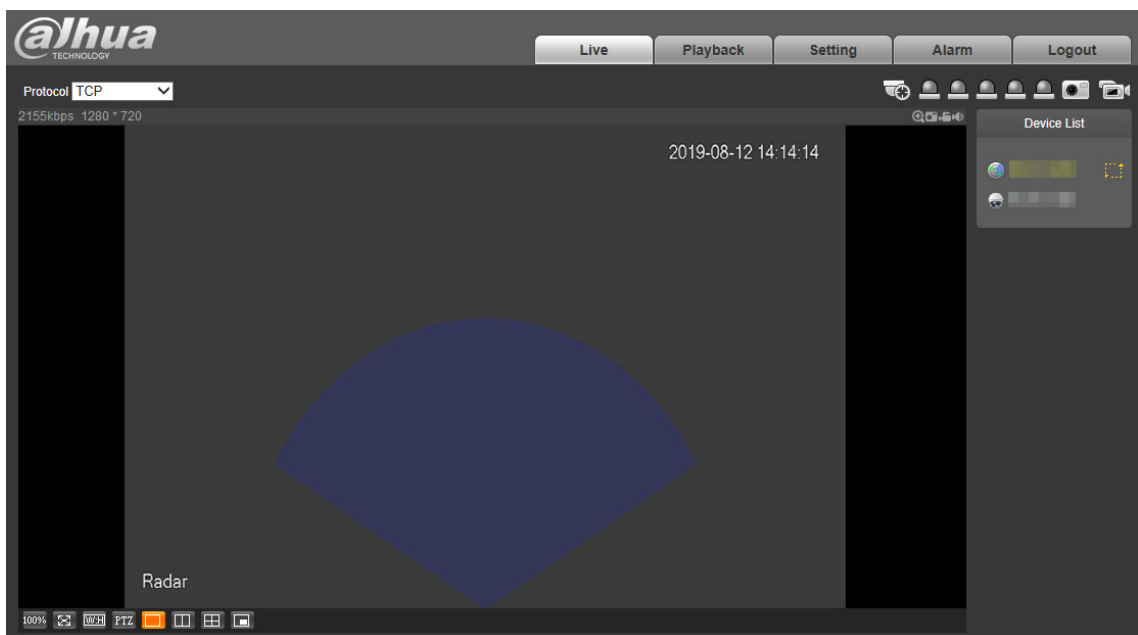 alhua
TECHNOLOGY
Live Playback Setting Alarm Logout
Protocol TCP
2155kbps 1280 * 720
Device List
2019-08-12 14:14:14
Radar
100% W:H PTZ